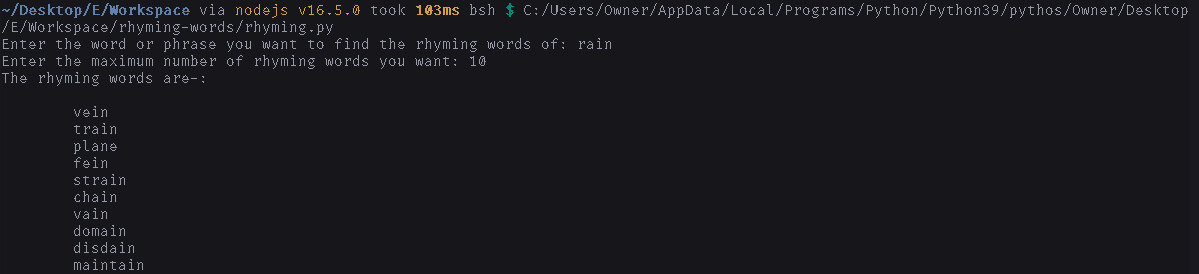 ~/Desktop/E/Workspace via nodejs v16.5.0 took 103ms bsh $ C:/Users/Owner/AppData/Local/Programs/Python/Python39/pythos/Owner/Desktop
/E/Workspace/rhyming-words/rhyming.py
Enter the word or phrase you want to find the rhyming words of: rain
Enter the maximum number of rhyming words you want: 10
The rhyming words are-:
vein
train
plane
fein
strain
chain
vain
domain
disdain
maintain